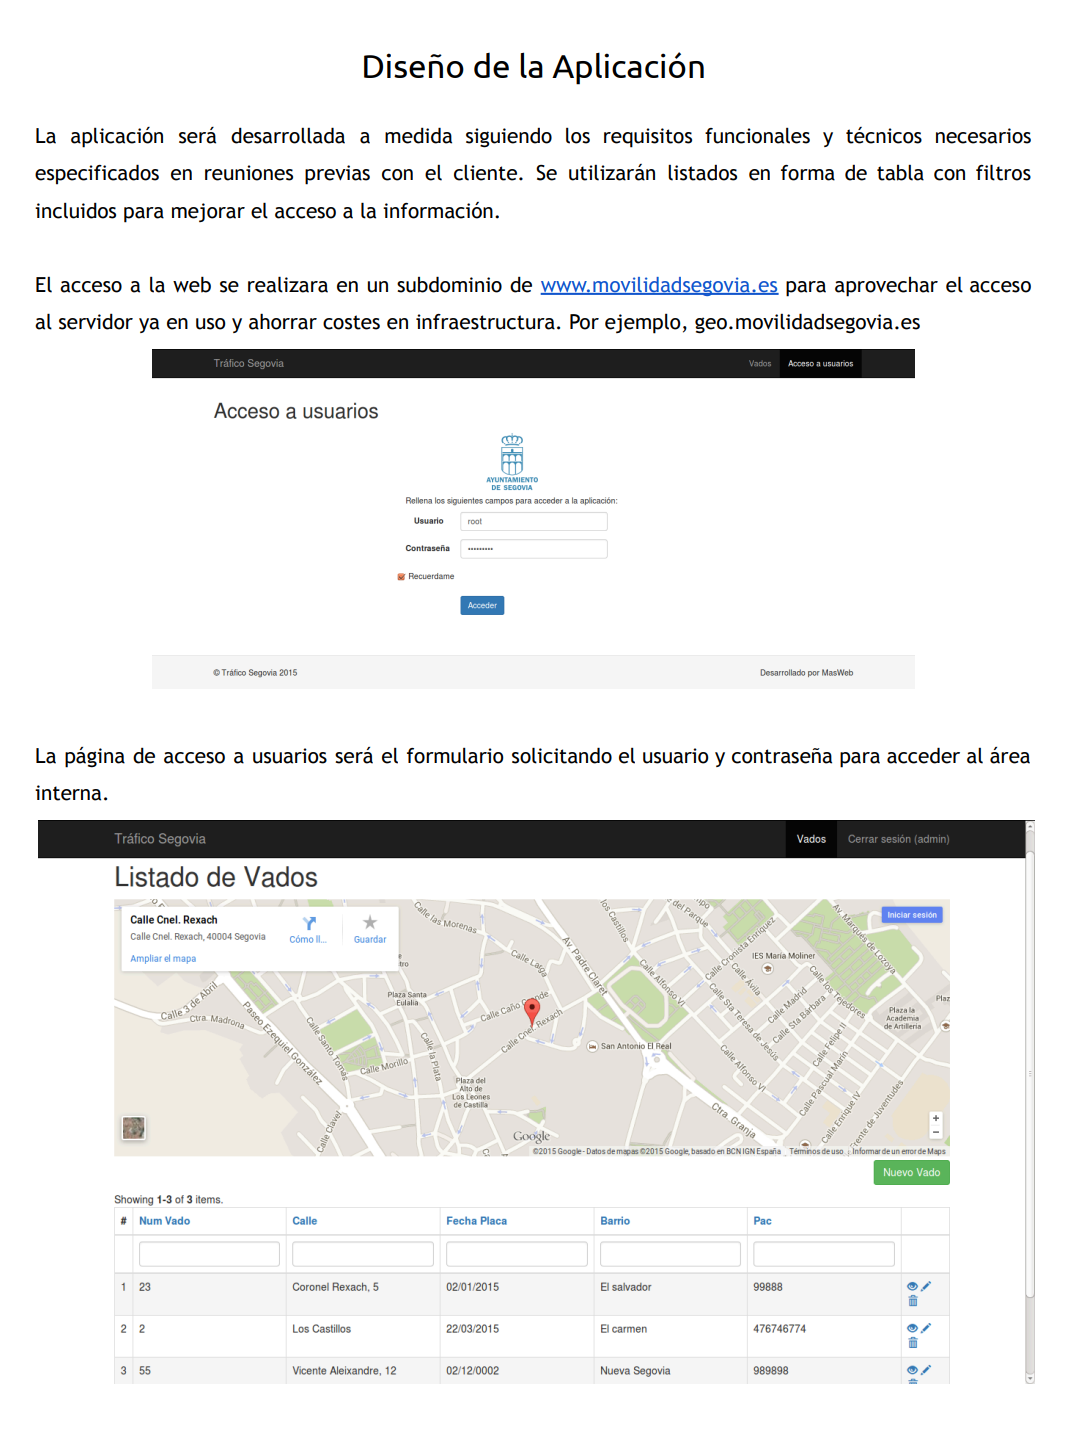 Diseño de la Aplicación
La aplicación será desarrollada a medida siguiendo los requisitos funcionales y técnicos necesarios
especificados en reuniones previas con el cliente. Se utilizarán listados en forma de tabla con filtros
incluidos para mejorar el acceso a la información.
El acceso a la web se realizara en un subdominio de www.movilidadsegovia.es para aprovechar el acceso
al servidor ya en uso y ahorrar costes en infraestructura. Por ejemplo, geo.movilidadsegovia.es
Tráfico Segovia Vados Acceso a usuarios
Acceso a usuarios
AYUNTAMIENTO
DE SEGOVIA
Rellena los siguientes campos para acceder a la aplicación:
Usuario root
Contraseña •••••••••
Recuerdame
Acceder
© Tráfico Segovia 2015 Desarrollado por MasWeb
La página de acceso a usuarios será el formulario solicitando el usuario y contraseña para acceder al área
interna.
Tráfico Segovia Vados Cerrar sesión (admin)
Listado de Vados
Calle Cnel. Rexach
Calle Cnel. Rexach, 40004 Segovia
Cómo ll... Guardar
Ampliar el mapa
Iniciar sesión
Calle las Morenas
los Castillos
del Parque
Av. Marqués de Lozoya
Calle Cronista Enríquez
IES María Moliner
Av. Padre Claret
Calle Laiga
Calle Alfonso VI
Calle Ávila
Calle Madrid
Calle los Tejedores
Calle Sta Bárbara
Plaza Santa
Eulalia
Calle 3 de Abril
Ctra. Madrona
Paseo Ezequiel González
Calle Santo Tomás
Calle Caño Grande
Calle Cnel. Rexach
Calle Sta Teresa de Jesús
Plaza la
Academia
de Artillería
Plaz
Calle Felipe II
San Antonio El Real
Calle la Plata
Calle Morillo
Calle Alfonso VI
Calle Pascual Marín
Plaza del
Alto de
Los Leones
de Castilla
Calle Clavel
Ctra. Granja
Calle Enrique IV
Frente de Juventudes
Google
+
-
©2015 Google - Datos de mapas ©2015 Google, basado en BCN IGN España Términos de uso Informar de un error de Maps
Nuevo Vado
Showing 1-3 of 3 items.
# Num Vado Calle Fecha Placa Barrio Pac
1 23 Coronel Rexach, 5 02/01/2015 El salvador 99888
2 2 Los Castillos 22/03/2015 El carmen 476746774
3 55 Vicente Aleixandre, 12 02/12/0002 Nueva Segovia 989898